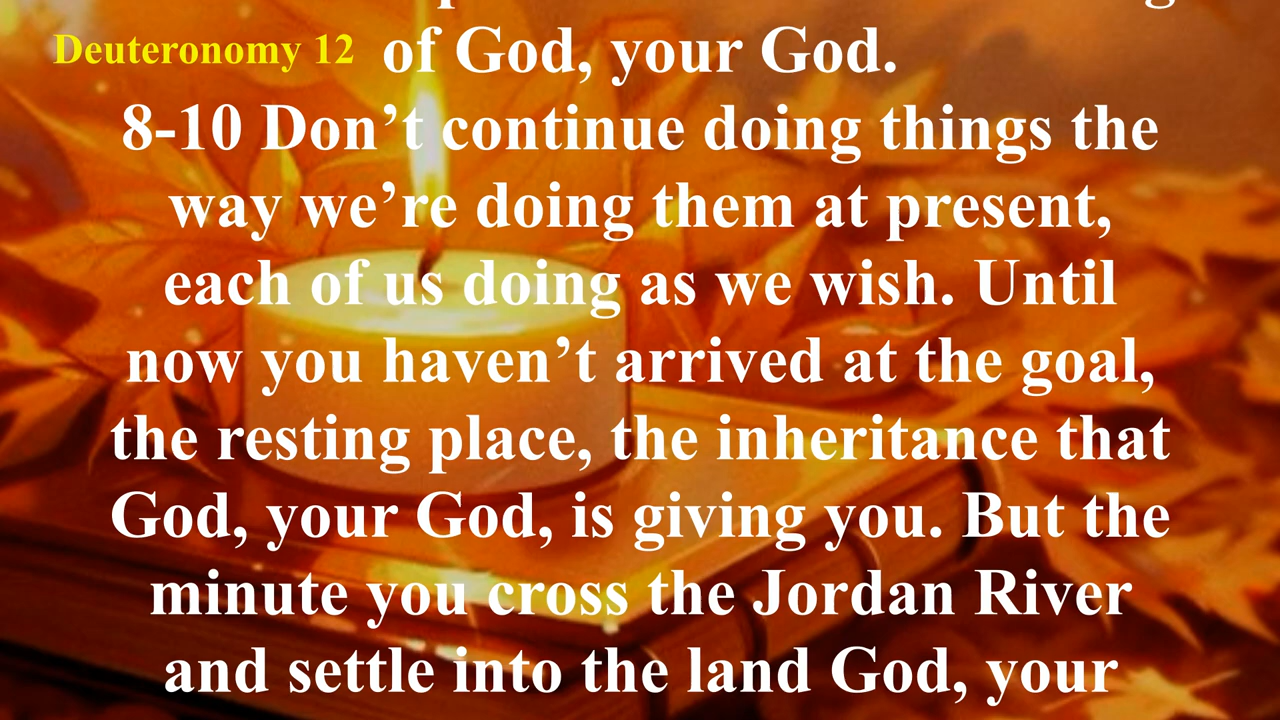 Deuteronomy 12
of God, your God.
8-10 Don’t continue doing things the
way we’re doing them at present,
each of us doing as we wish. Until
now you haven’t arrived at the goal,
the resting place, the inheritance that
God, your God, is giving you. But the
minute you cross the Jordan River
and settle into the land God, your